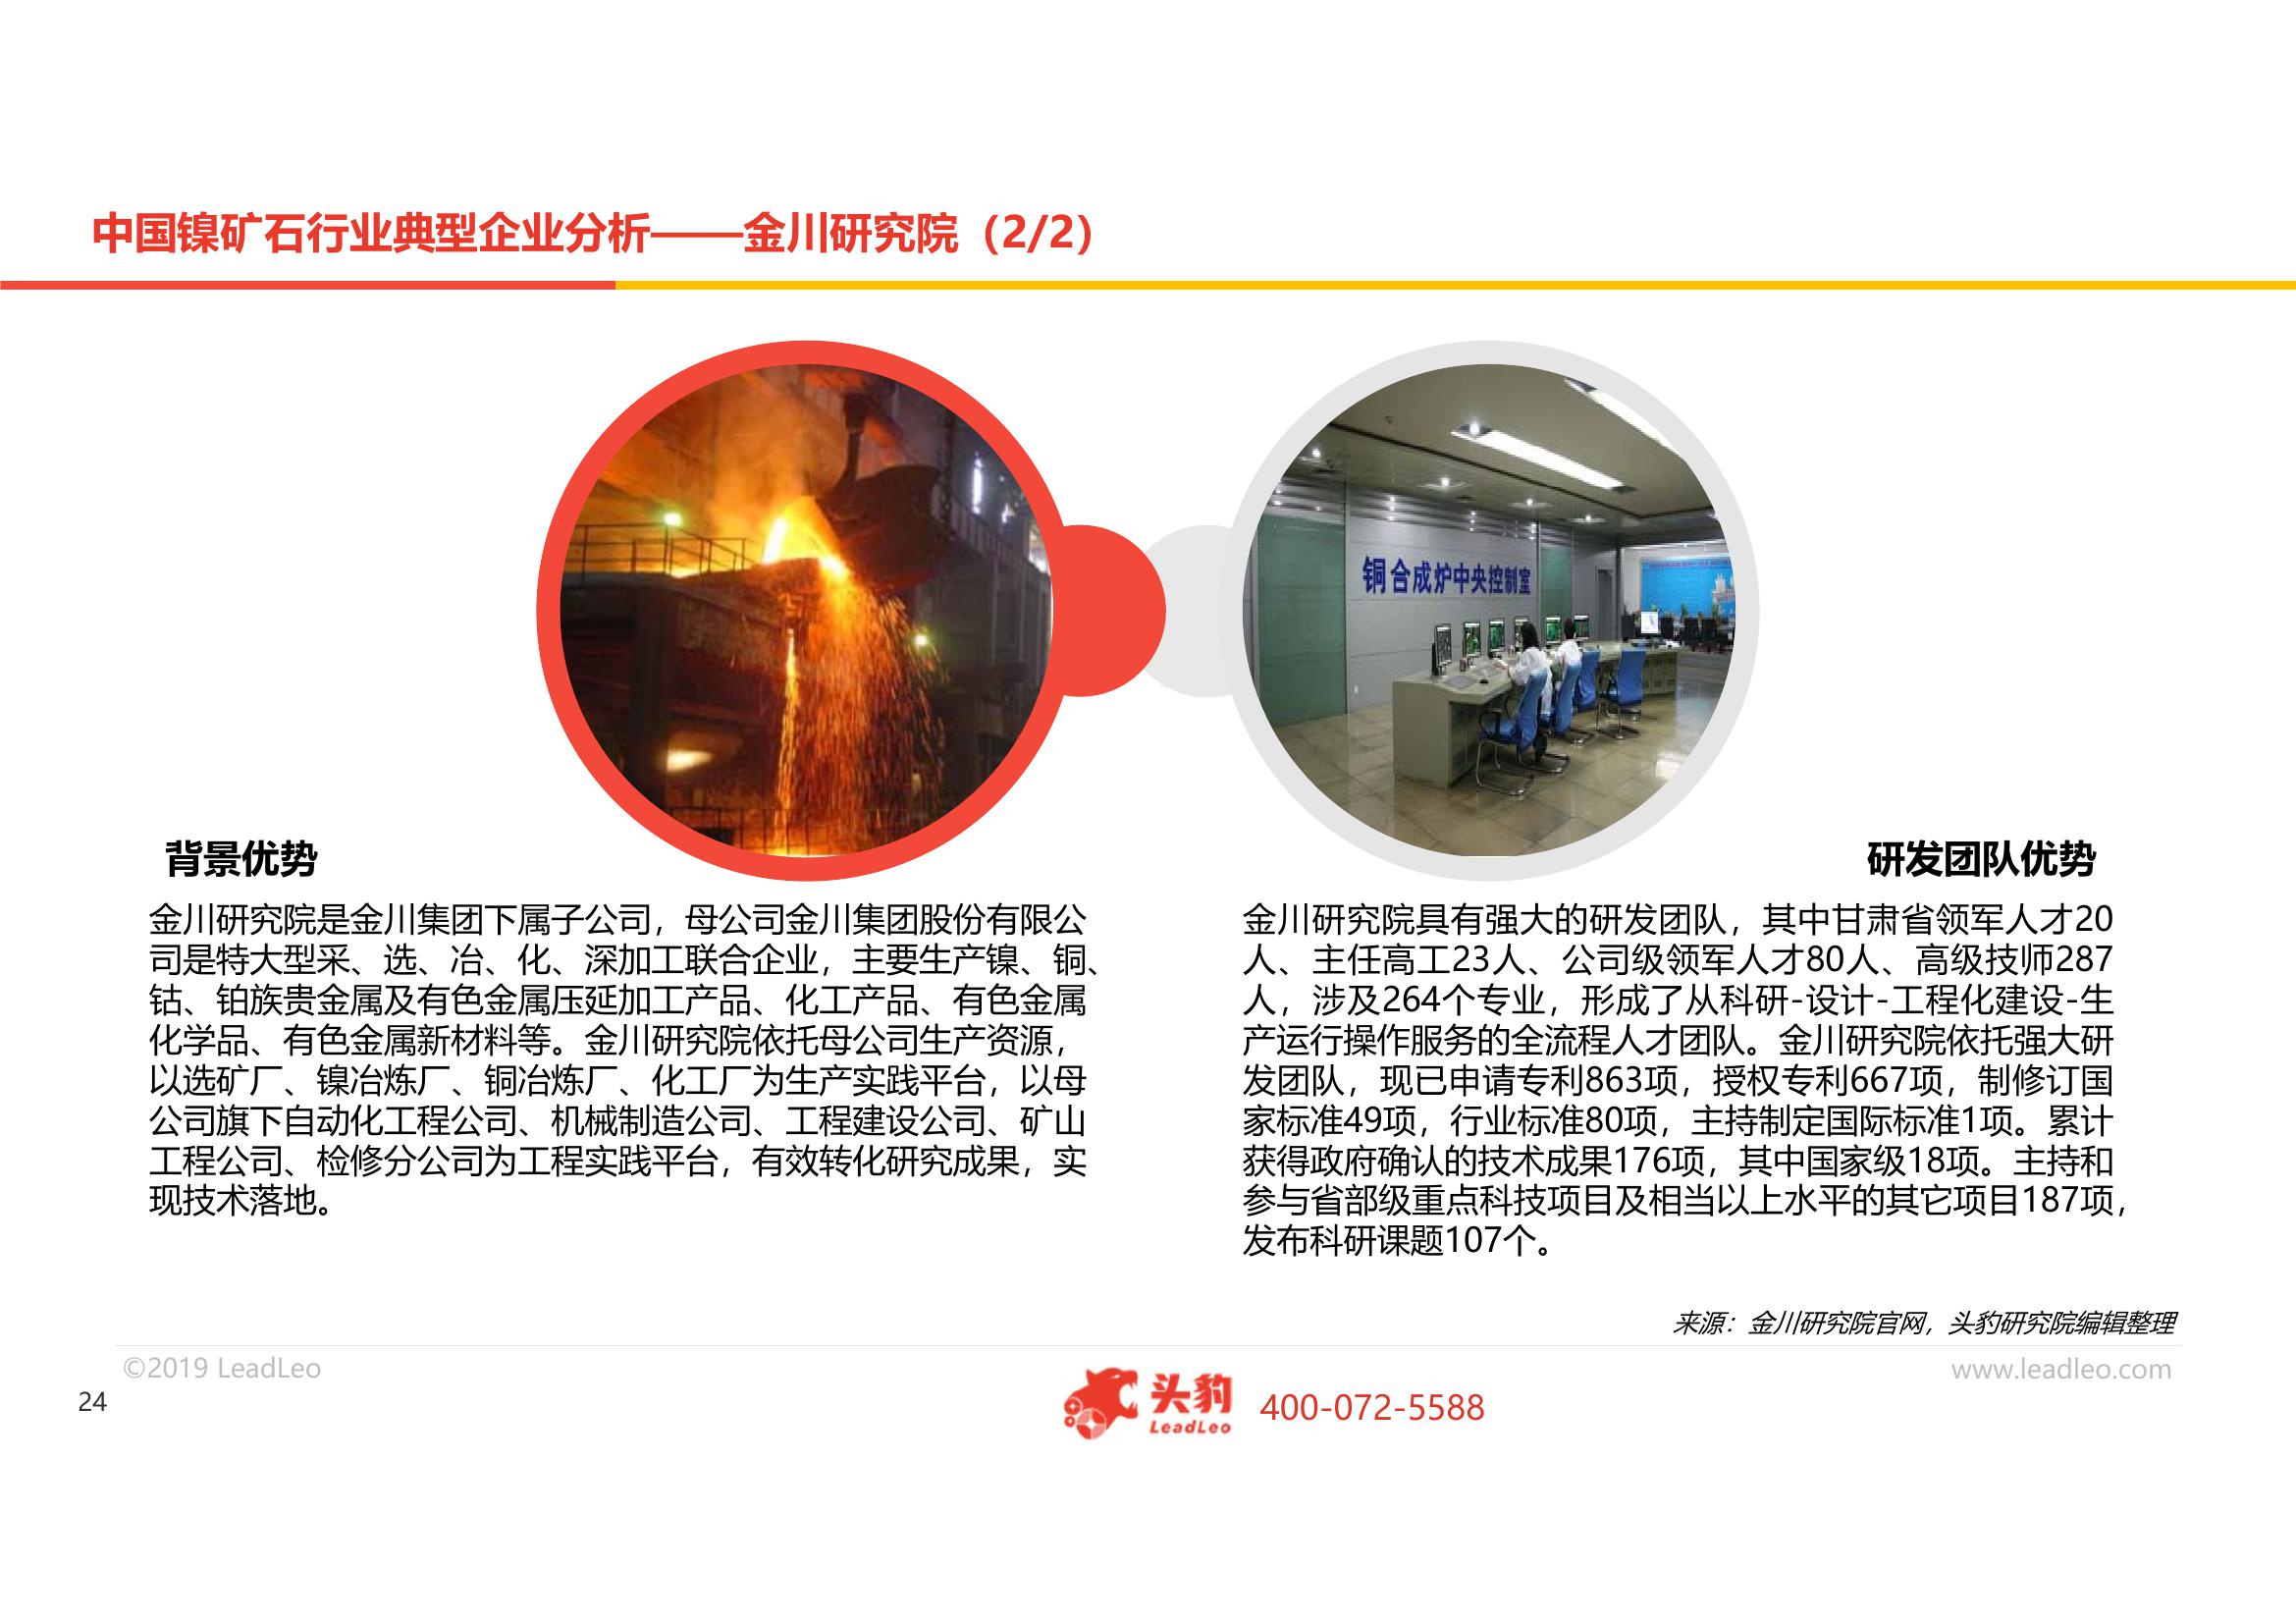 中国镍矿石行业典型企业分析——金川研究院（2/2）
铜合成炉中央控制室
背景优势
金川研究院是金川集团下属子公司，母公司金川集团股份有限公
司是特大型采、选、冶、化、深加工联合企业，主要生产镍、铜、
钴、铂族贵金属及有色金属压延加工产品、化工产品、有色金属
化学品、有色金属新材料等。金川研究院依托母公司生产资源，
以选矿厂、镍冶炼厂、铜冶炼厂、化工厂为生产实践平台，以母
公司旗下自动化工程公司、机械制造公司、工程建设公司、矿山
工程公司、检修分公司为工程实践平台，有效转化研究成果，实
现技术落地。
研发团队优势
金川研究院具有强大的研发团队，其中甘肃省领军人才20
人、主任高工23人、公司级领军人才80人、高级技师287
人，涉及264个专业，形成了从科研-设计-工程化建设-生
产运行操作服务的全流程人才团队。金川研究院依托强大研
发团队，现已申请专利863项，授权专利667项，制修订国
家标准49项，行业标准80项，主持制定国际标准1项。累计
获得政府确认的技术成果176项，其中国家级18项。主持和
参与省部级重点科技项目及相当以上水平的其它项目187项，
发布科研课题107个。
来源：金川研究院官网，头豹研究院编辑整理
©2019 LeadLeo
www.leadleo.com
24
头豹
LeadLeo
400-072-5588